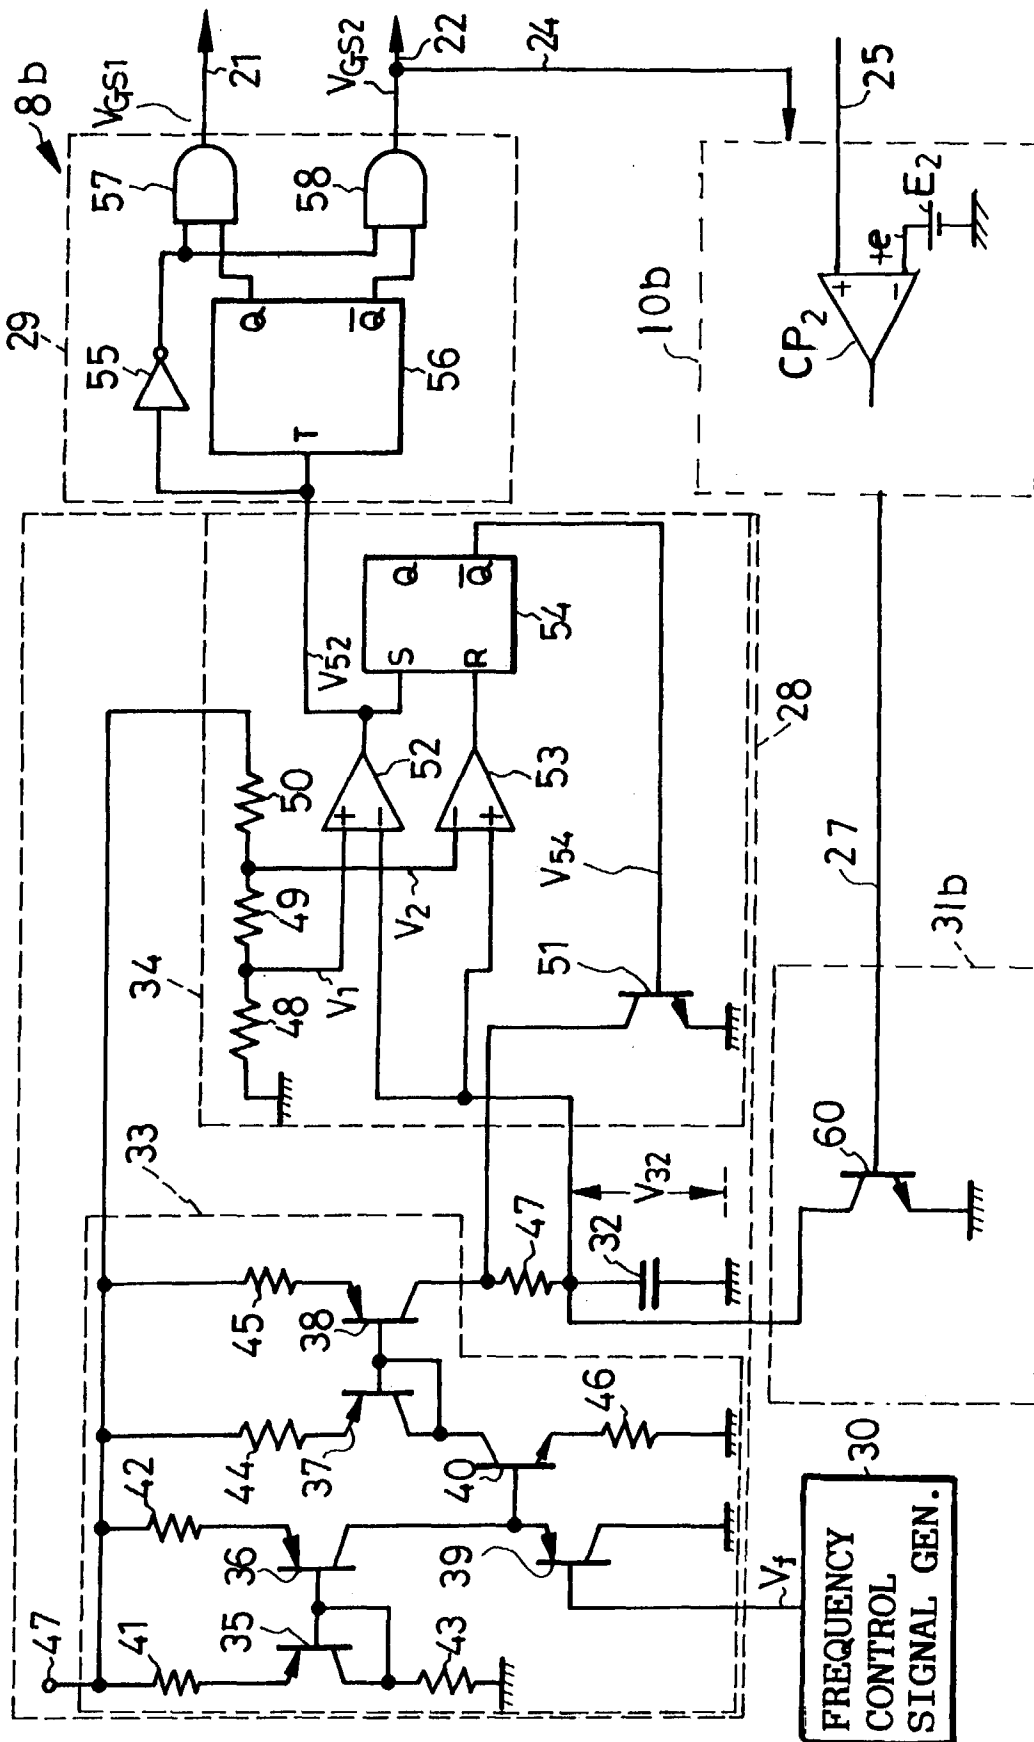 8b
VGS1
21
VGS2
22
24
29
57
58
55
56
T
Q
Q̅
25
10b
CP2
+
-
+e
E2
28
34
50
49
48
V1
V2
V52
52
53
54
S
R
Q
Q̅
+
-
-
+
V54
51
27
31b
60
33
47
V32
32
45
38
44
37
42
36
41
35
43
40
46
39
47
Vf
30
FREQUENCY
CONTROL
SIGNAL GEN.